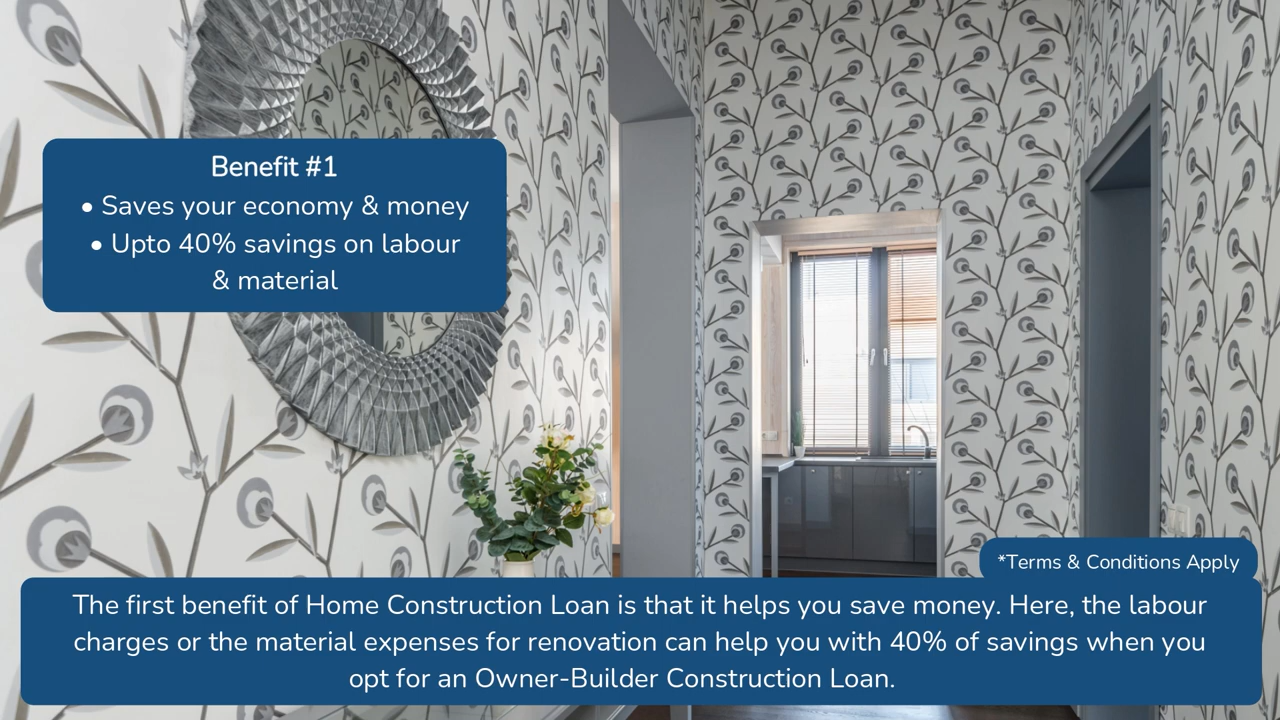 Benefit #1
• Saves your economy & money
• Upto 40% savings on labour
& material
*Terms & Conditions Apply
The first benefit of Home Construction Loan is that it helps you save money. Here, the labour
charges or the material expenses for renovation can help you with 40% of savings when you
opt for an Owner-Builder Construction Loan.